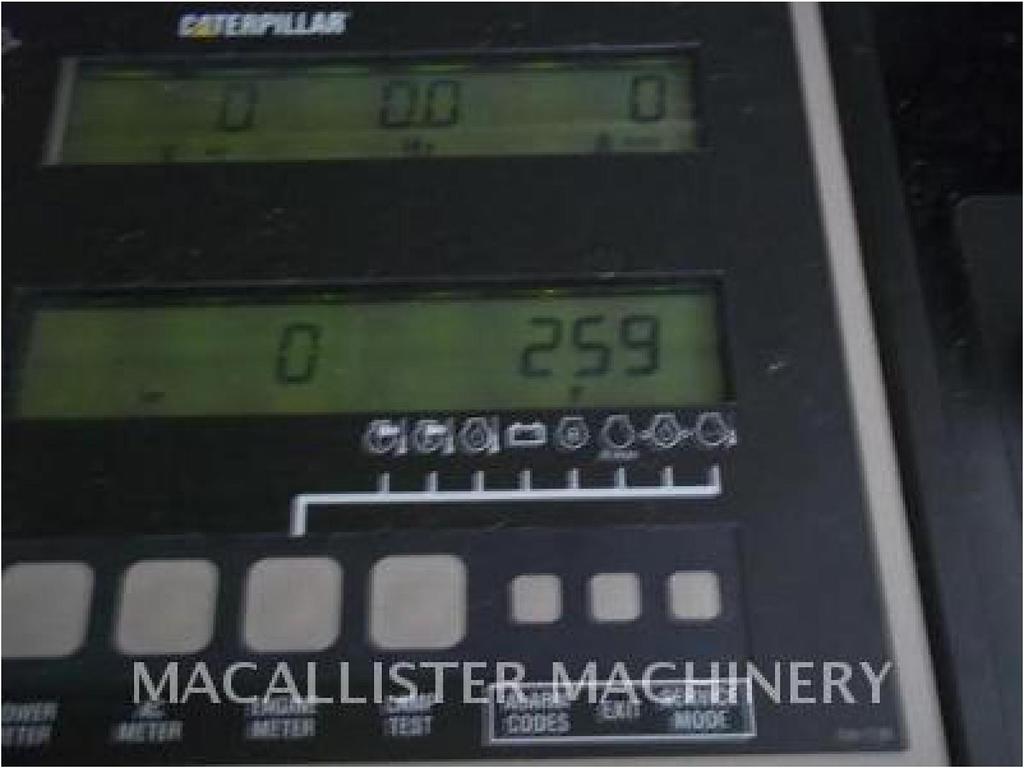 CATERPILLAR
0 0.0 0
Hz A
0 259
MACALLISTER MACHINERY
POWER METER
AC METER
ENGINE METER
LAMP TEST
ALARM CODES
EXIT
SERVICE MODE